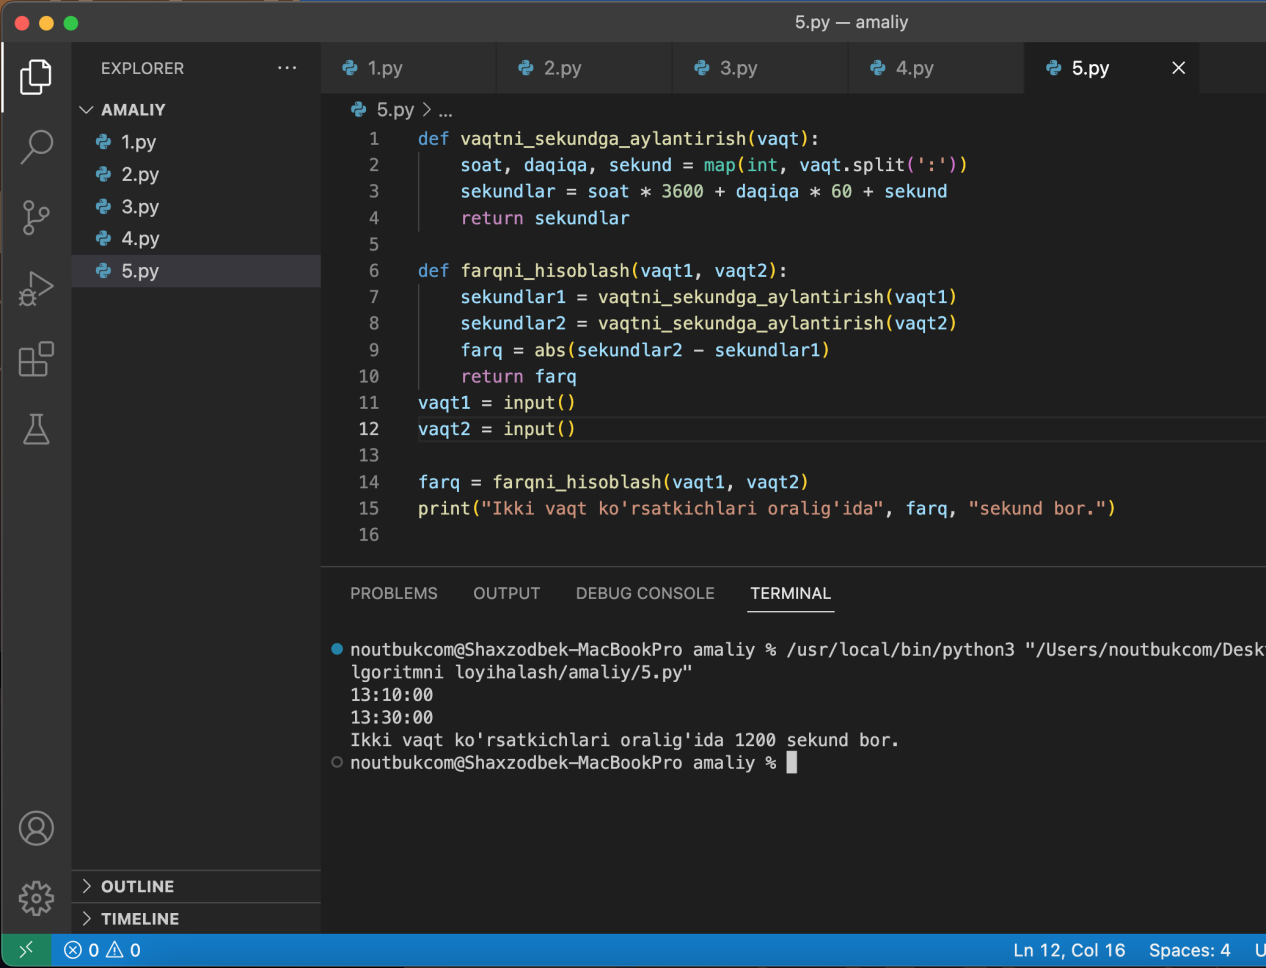 5.py — amaliy
EXPLORER ...
AMALIY
1.py
2.py
3.py
4.py
5.py
1.py 2.py 3.py 4.py 5.py
5.py > ...
1 def vaqtni_sekundga_aylantirish(vaqt):
2 soat, daqiqa, sekund = map(int, vaqt.split(':'))
3 sekundlar = soat * 3600 + daqiqa * 60 + sekund
4 return sekundlar
5
6 def farqni_hisoblash(vaqt1, vaqt2):
7 sekundlar1 = vaqtni_sekundga_aylantirish(vaqt1)
8 sekundlar2 = vaqtni_sekundga_aylantirish(vaqt2)
9 farq = abs(sekundlar2 - sekundlar1)
10 return farq
11 vaqt1 = input()
12 vaqt2 = input()
13
14 farq = farqni_hisoblash(vaqt1, vaqt2)
15 print("Ikki vaqt ko'rsatkichlari oralig'ida", farq, "sekund bor.")
16
PROBLEMS OUTPUT DEBUG CONSOLE TERMINAL
noutbukcom@Shaxzodbek-MacBookPro amaliy % /usr/local/bin/python3 "/Users/noutbukcom/Desk
lgoritmni loyihalash/amaliy/5.py"
13:10:00
13:30:00
Ikki vaqt ko'rsatkichlari oralig'ida 1200 sekund bor.
noutbukcom@Shaxzodbek-MacBookPro amaliy %
OUTLINE
TIMELINE
0 0 Ln 12, Col 16 Spaces: 4 U